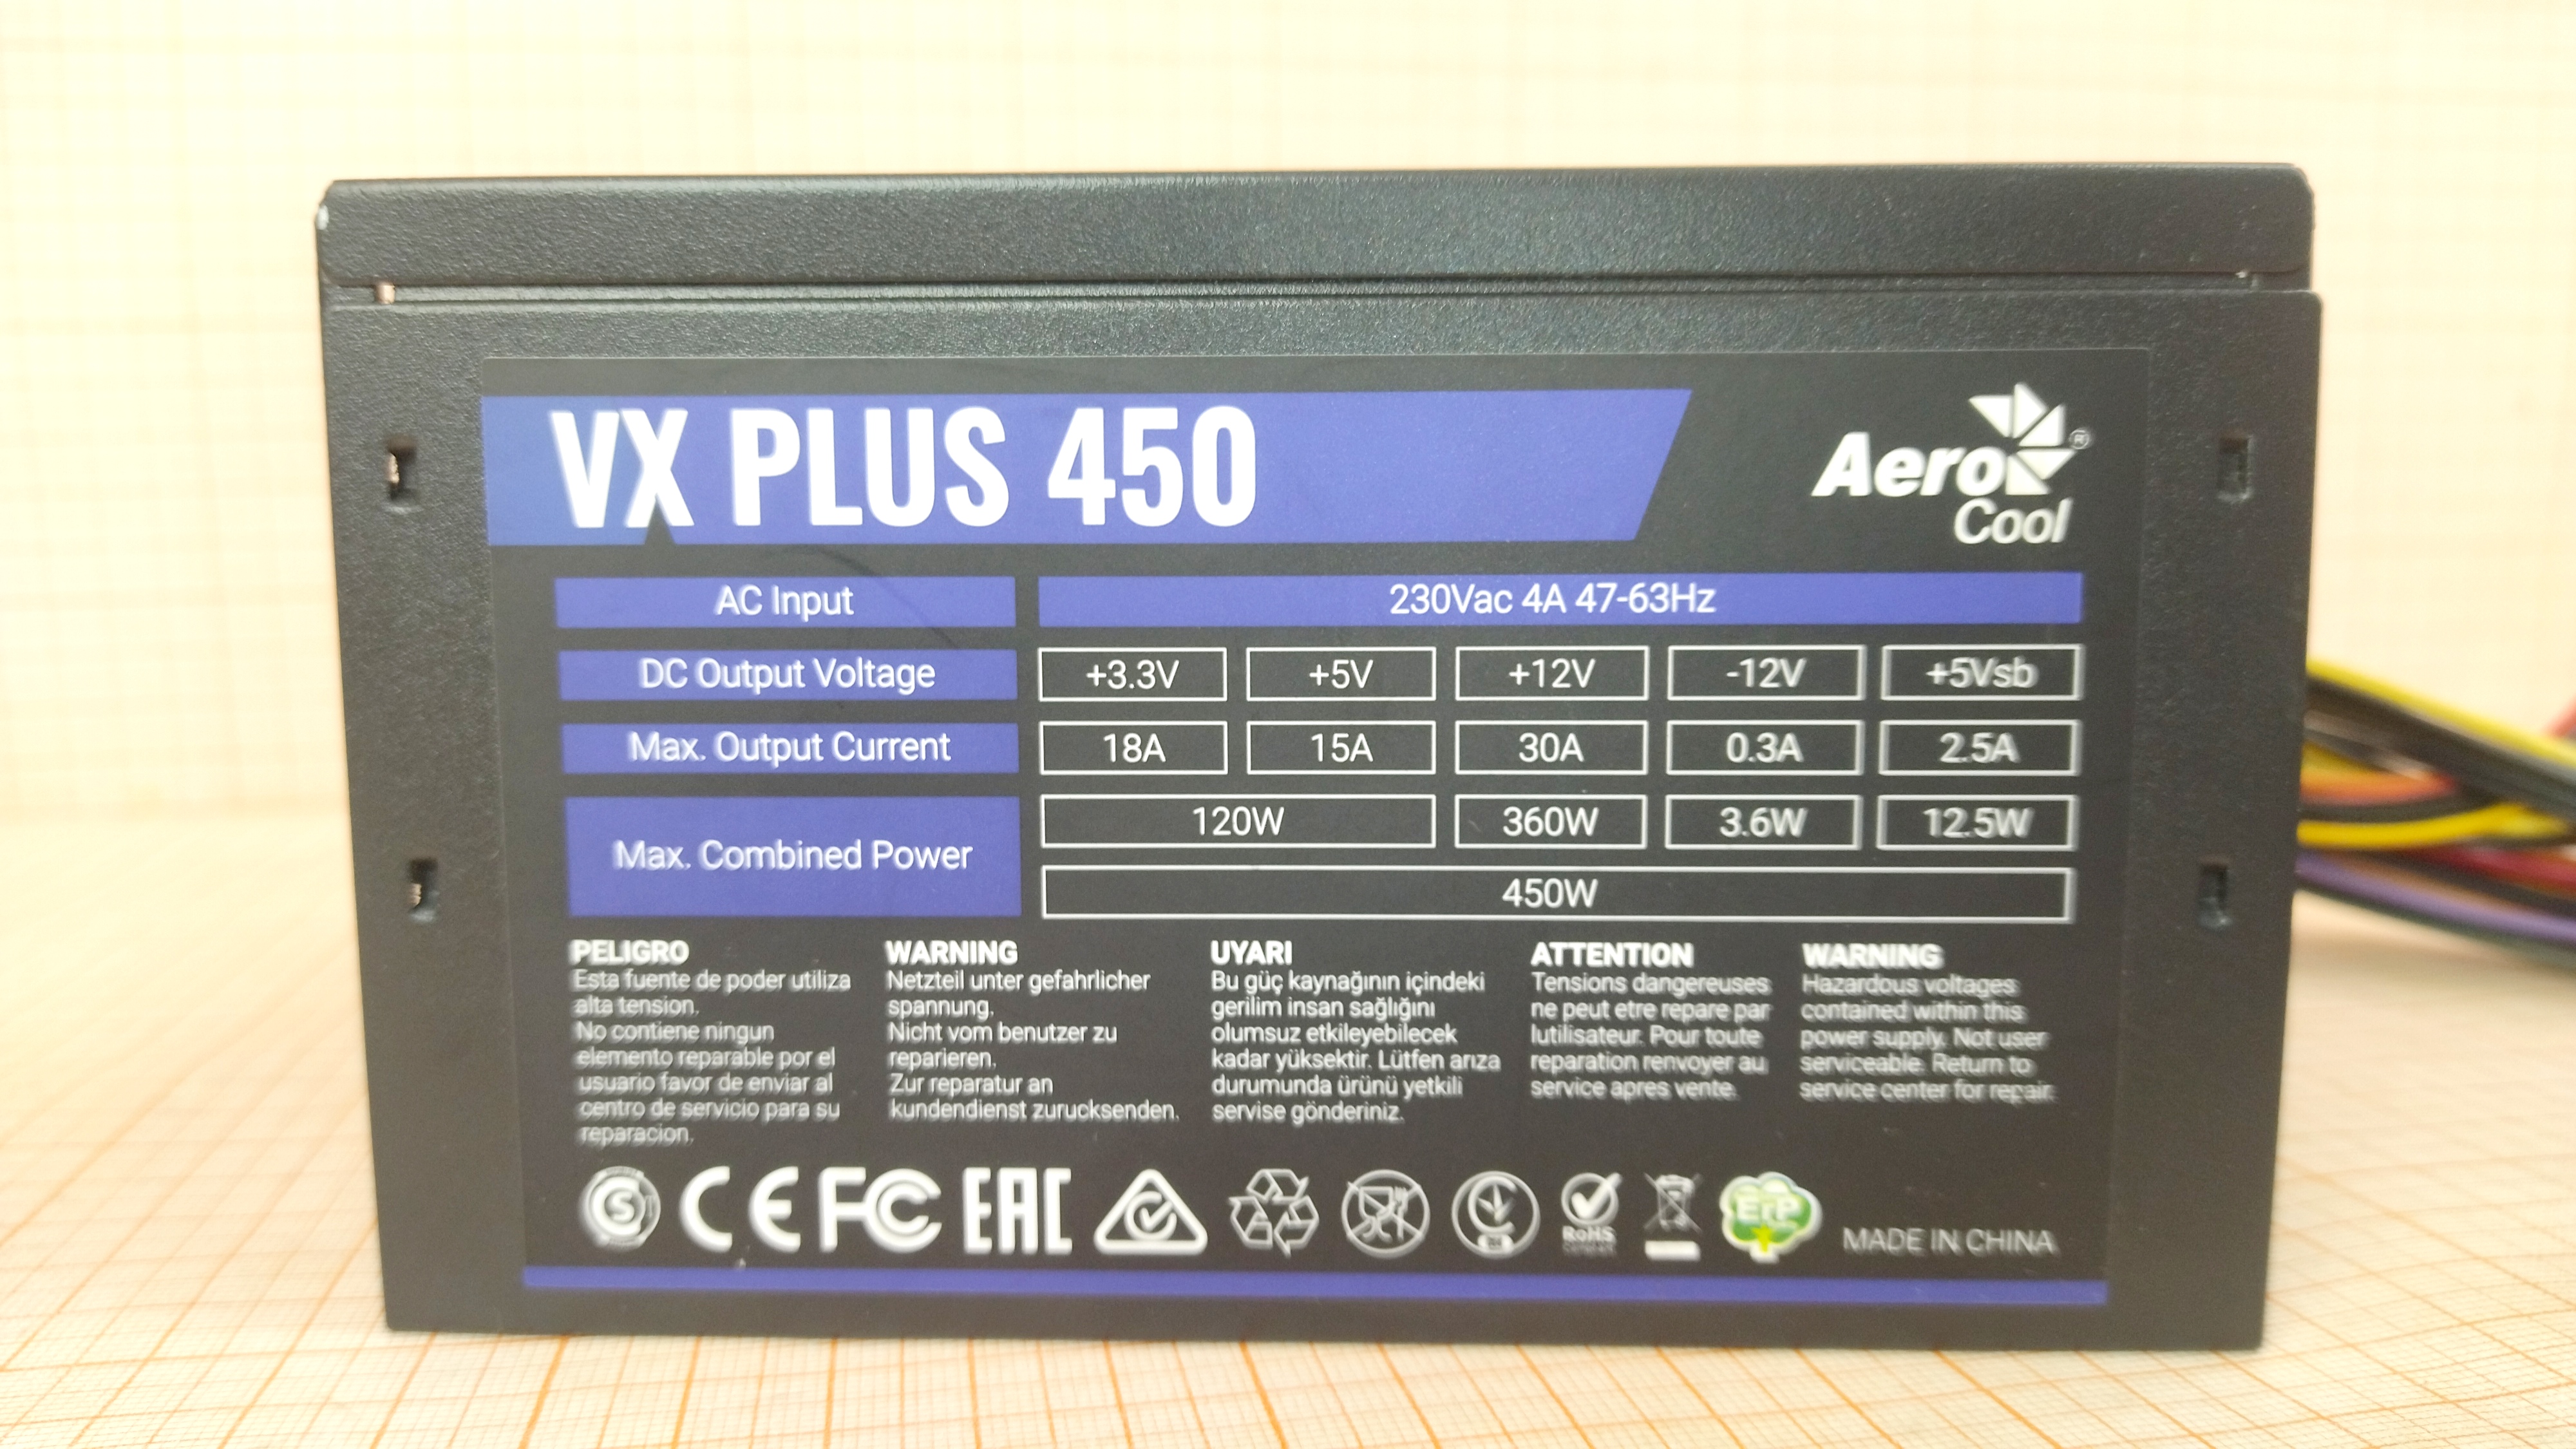 VX PLUS 450
Aero
®
Cool
AC Input 230Vac 4A 47-63Hz
DC Output Voltage +3.3V +5V +12V -12V +5Vsb
Max. Output Current 18A 15A 30A 0.3A 2.5A
Max. Combined Power
120W 360W 3.6W 12.5W
450W
PELIGRO
Esta fuente de poder utiliza
alta tension.
No contiene ningun
elemento reparable por el
usuario favor de enviar al
centro de servicio para su
reparacion.
WARNING
Netzteil unter gefahrlicher
spannung.
Nicht vom benutzer zu
reparieren.
Zur reparatur an
kundendienst zurucksenden.
UYARI
Bu güç kaynağının içindeki
gerilim insan sağlığını
olumsuz etkileyebilecek
kadar yüksektir. Lütfen arıza
durumunda ürünü yetkili
servise gönderiniz.
ATTENTION
Tensions dangereuses
ne peut etre repare par
lutilisateur. Pour toute
reparation renvoyer au
service apres vente.
WARNING
Hazardous voltages
contained within this
power supply. Not user
serviceable. Return to
service center for repair.
S CE FC EAC RoHS ErP MADE IN CHINA